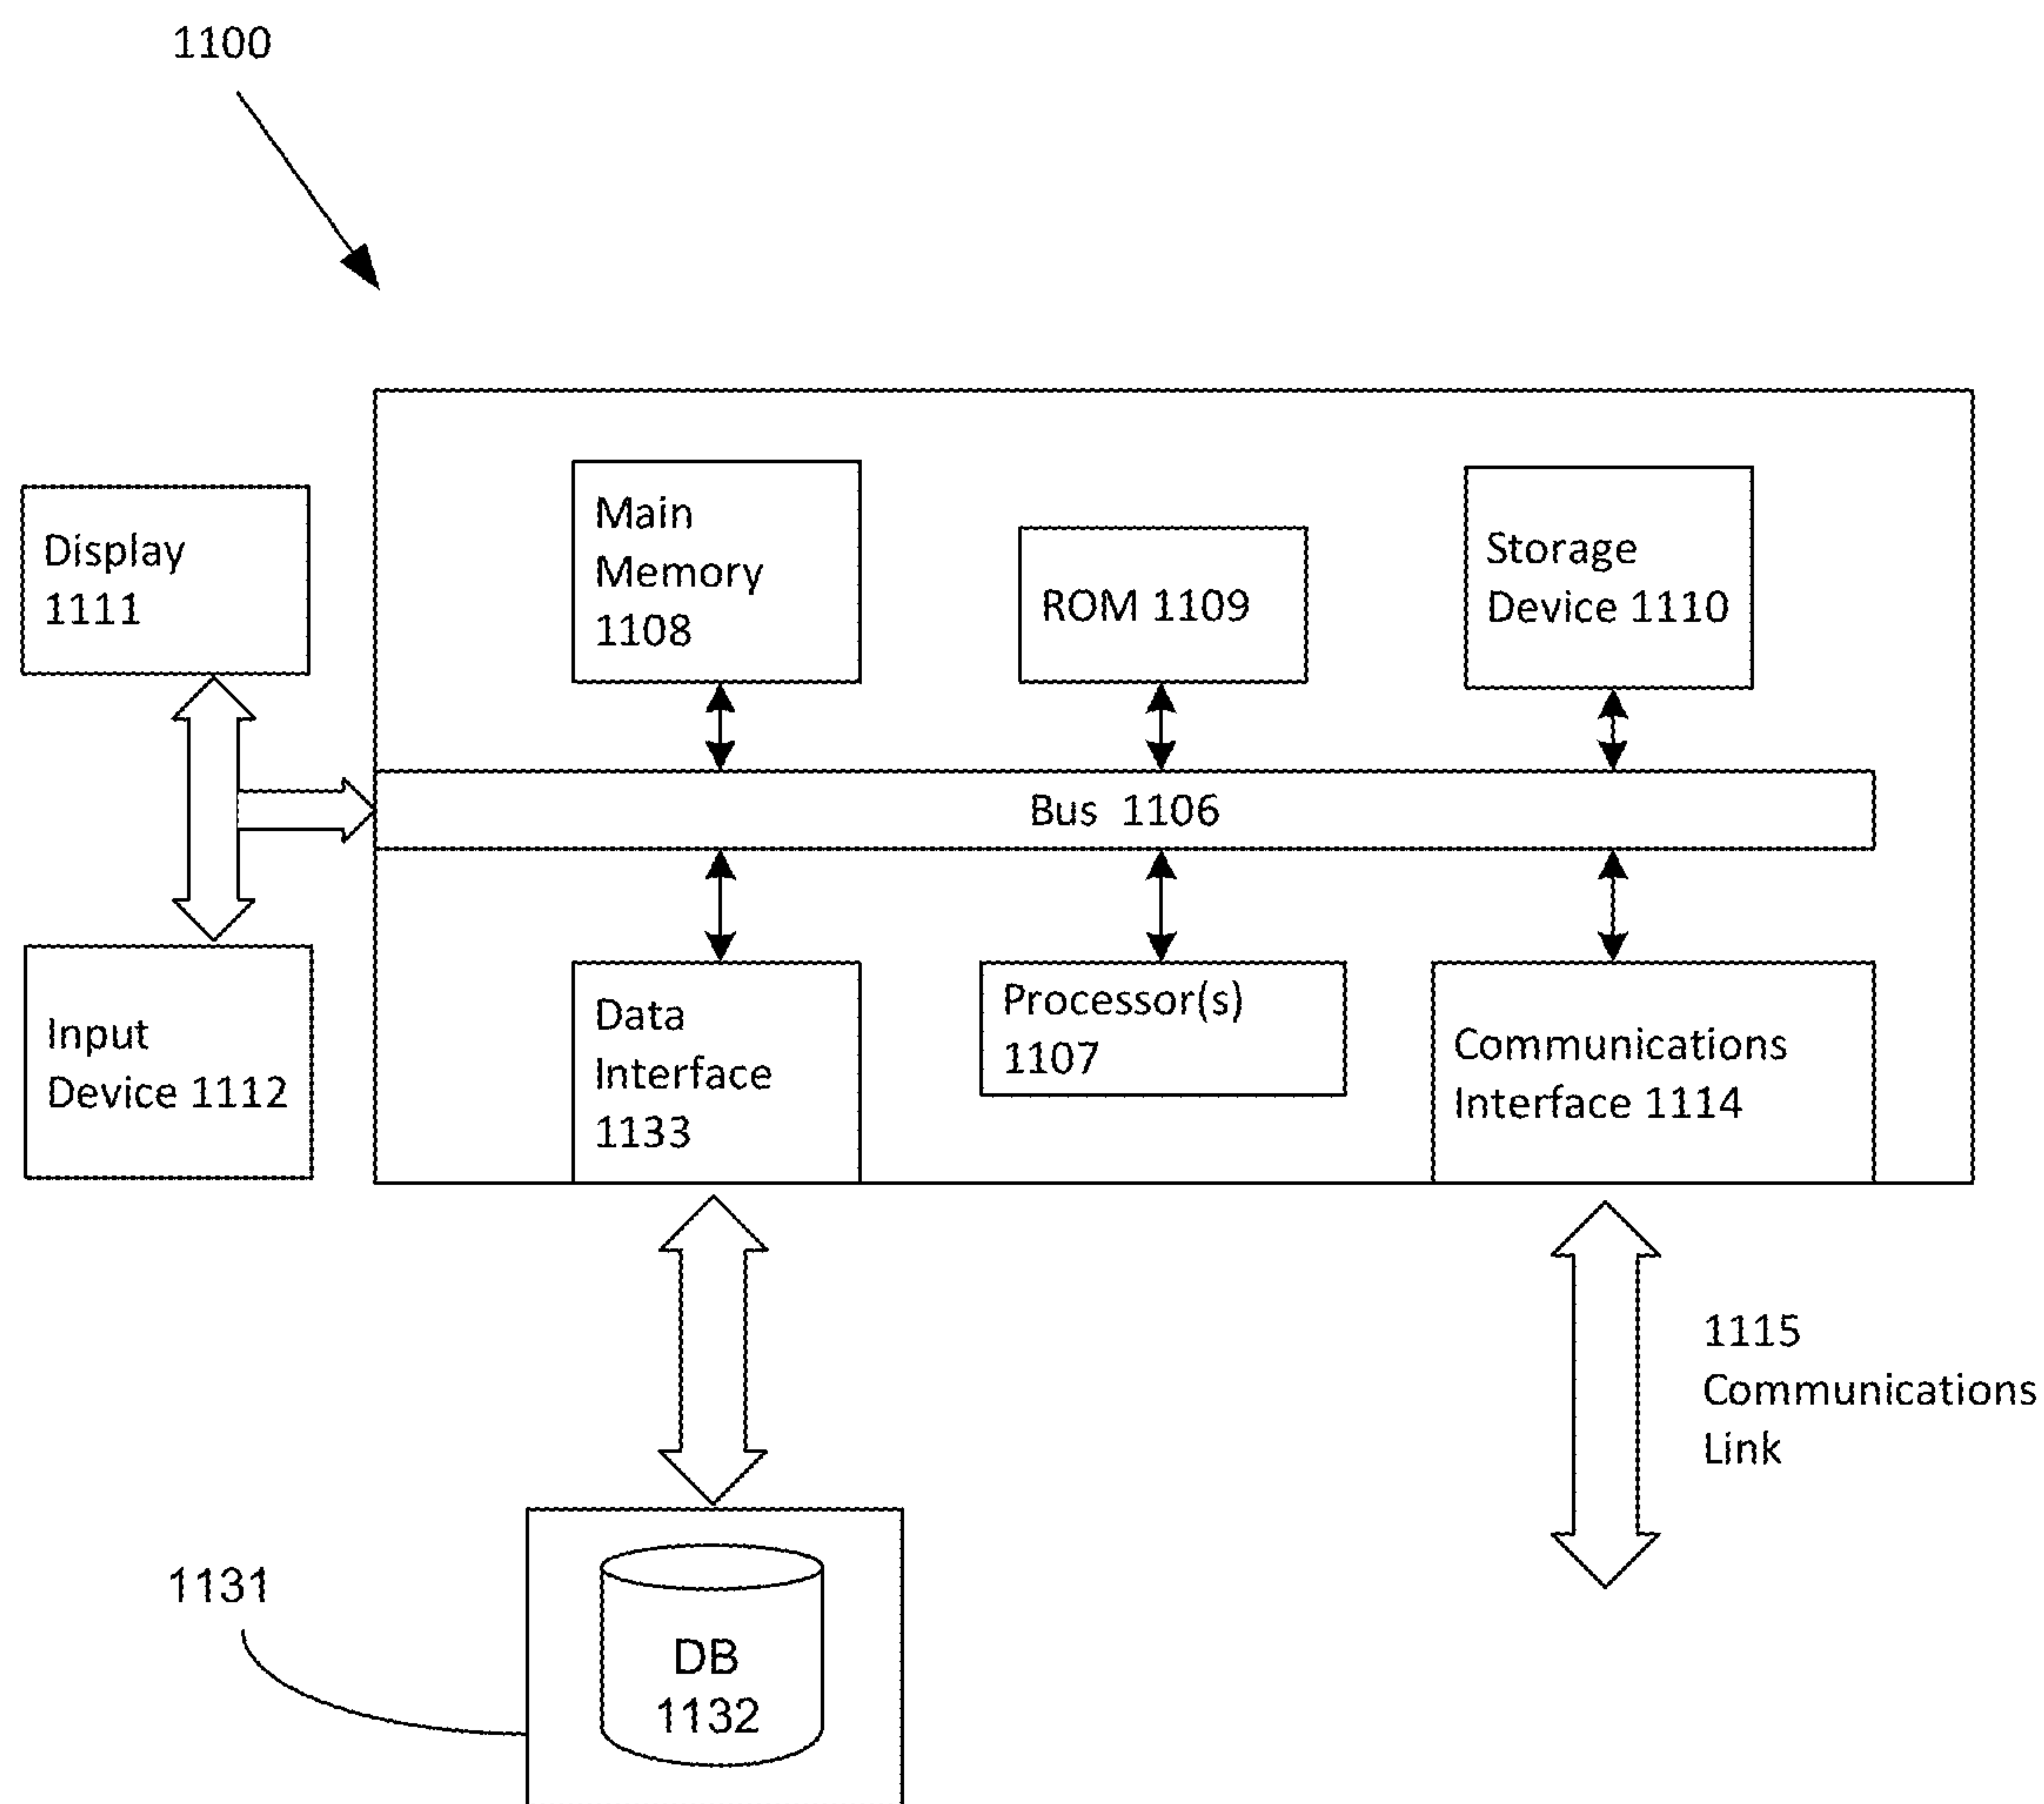 1100
Display
1111
Main
Memory
1108
ROM 1109
Storage
Device 1110
Bus 1106
Input
Device 1112
Data
Interface
1133
Processor(s)
1107
Communications
Interface 1114
1115
Communications
Link
1131
DB
1132